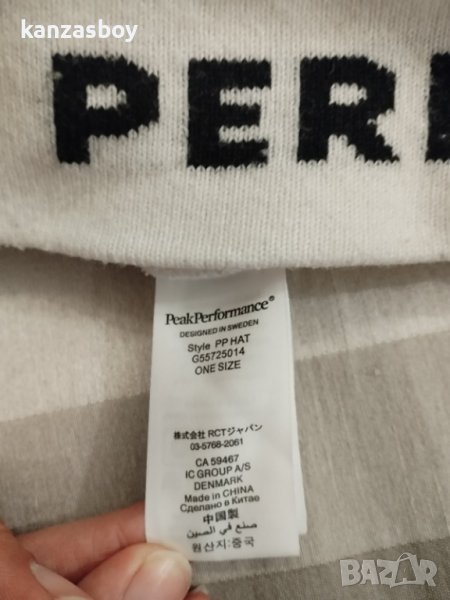 kanzasboy
PER
PeakPerformance®
DESIGNED IN SWEDEN
Style PP HAT
G55725014
ONE SIZE
株式会社 RCTジャパン
03-5768-2061
CA 59467
IC GROUP A/S
DENMARK
Made in CHINA
Сделано в Китае
中国製
صنع في الصين
원산지: 중국
BAZAR